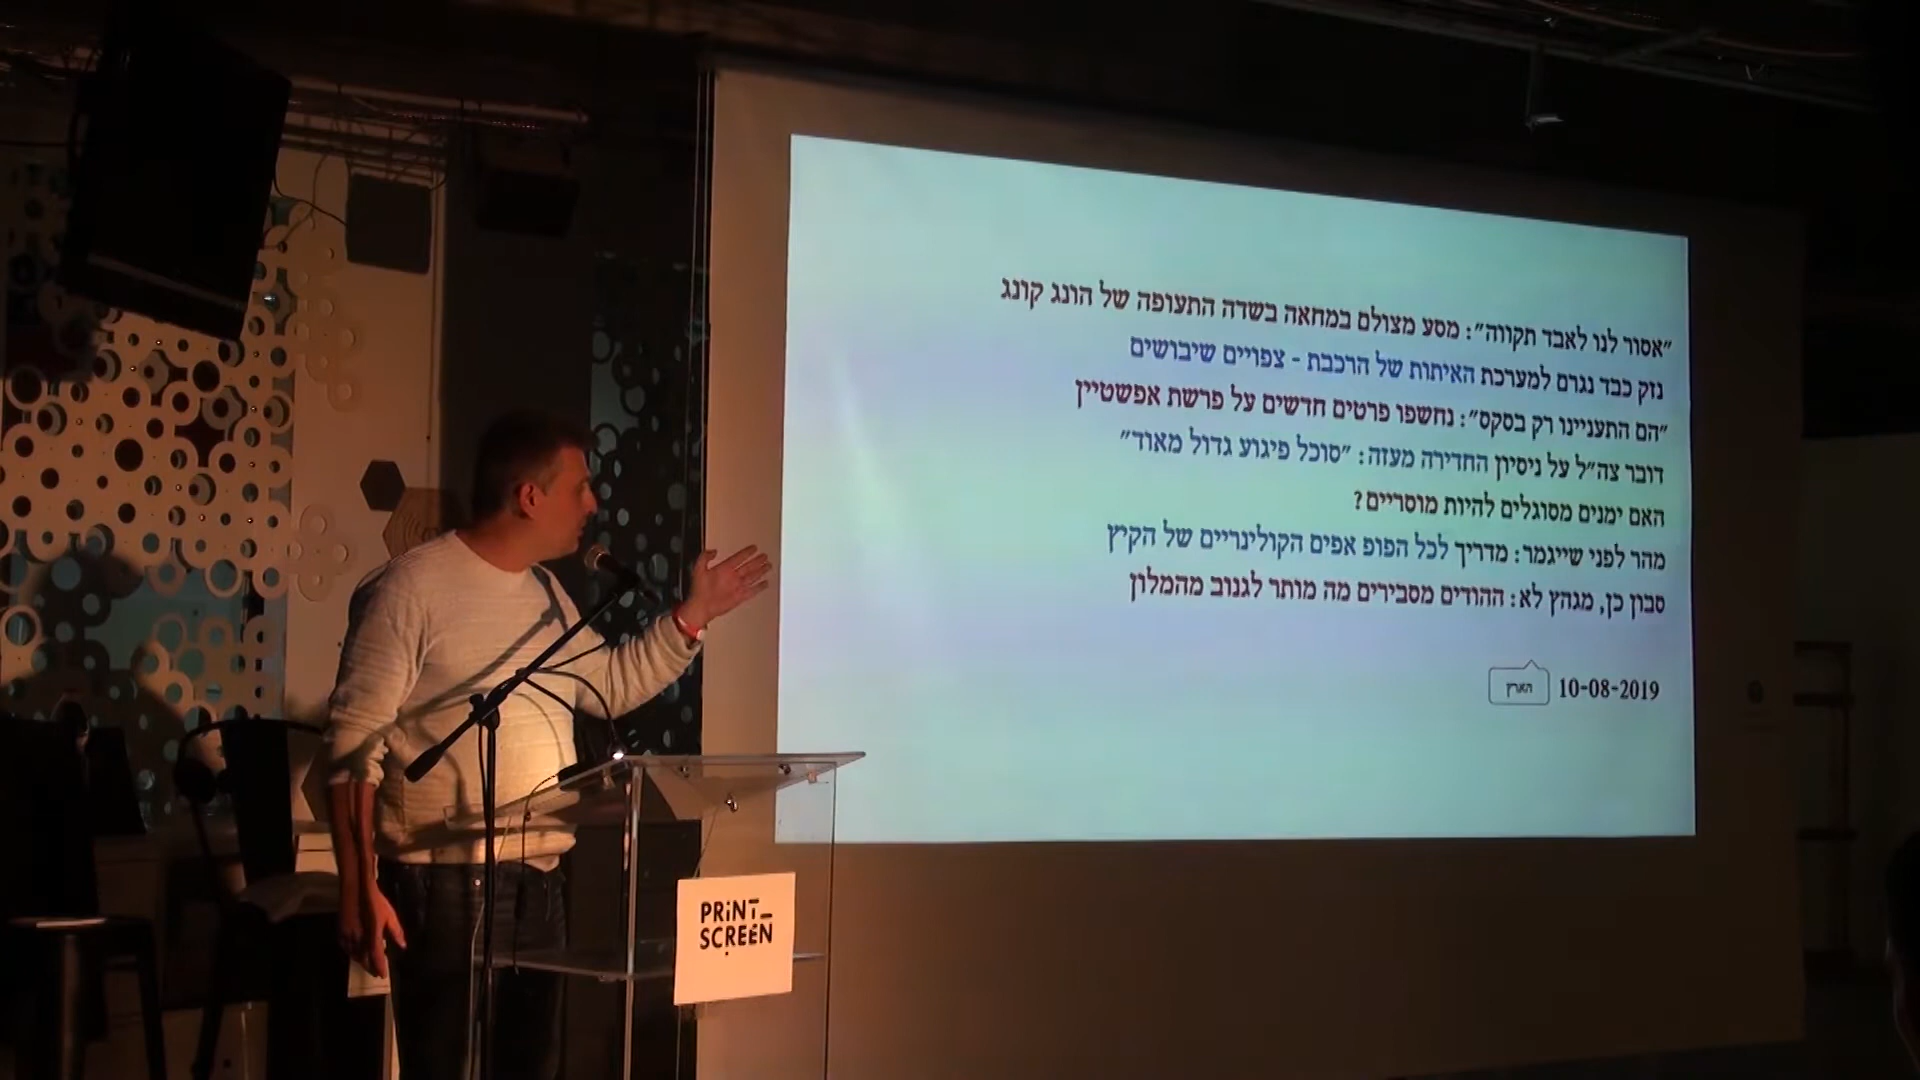 "אסור לנו לאבד תקווה": מסע מצולם במחאה בשדה התעופה של הונג קונג
נזק כבד נגרם למערכת האיתות של הרכבת - צפויים שיבושים
"הם התעניינו רק בסקס": נחשפו פרטים חדשים על פרשת אפשטיין
דובר צה"ל על ניסיון החדירה מעזה: "סוכל פיגוע גדול מאוד"
האם ימנים מסוגלים להיות מוסריים?
מהר לפני שייגמר: מדריך לכל הפופ אפים הקולינריים של הקיץ
סבון כן, מגהץ לא: ההודים מסבירים מה מותר לגנוב מהמלון
10-08-2019 הארץ
PRINT_
SCREEN